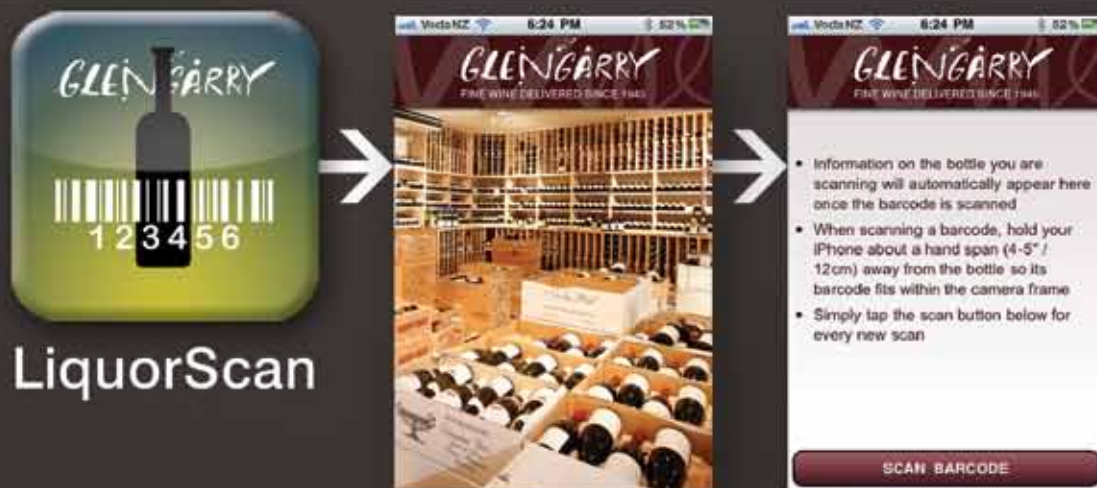 GLENGARRY
123456
LiquorScan
VodaNZ 6:24 PM 52%
GLENGARRY
FINE WINE DELIVERED SINCE 1945
VodaNZ 6:24 PM 52%
GLENGARRY
FINE WINE DELIVERED SINCE 1945
• Information on the bottle you are
scanning will automatically appear here
once the barcode is scanned
• When scanning a barcode, hold your
iPhone about a hand span (4-5" /
12cm) away from the bottle so its
barcode fits within the camera frame
• Simply tap the scan button below for
every new scan
SCAN BARCODE